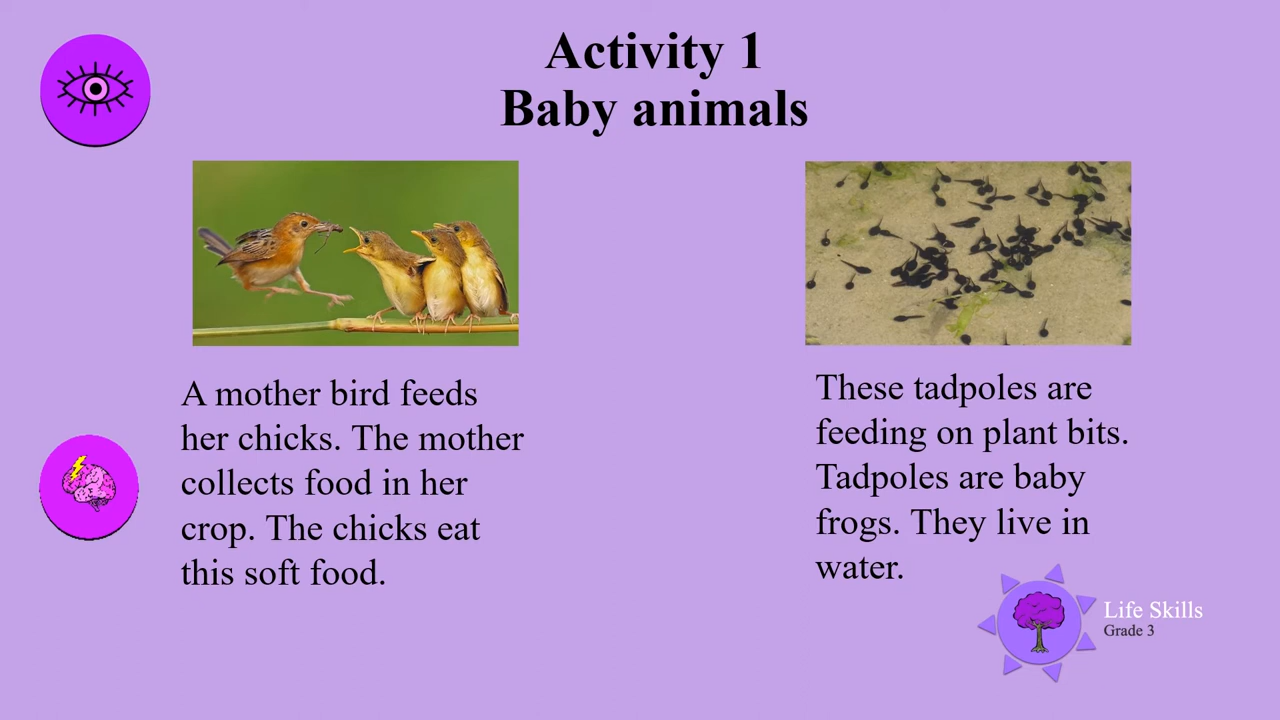 Activity 1
Baby animals
A mother bird feeds
her chicks. The mother
collects food in her
crop. The chicks eat
this soft food.
These tadpoles are
feeding on plant bits.
Tadpoles are baby
frogs. They live in
water.
Life Skills
Grade 3